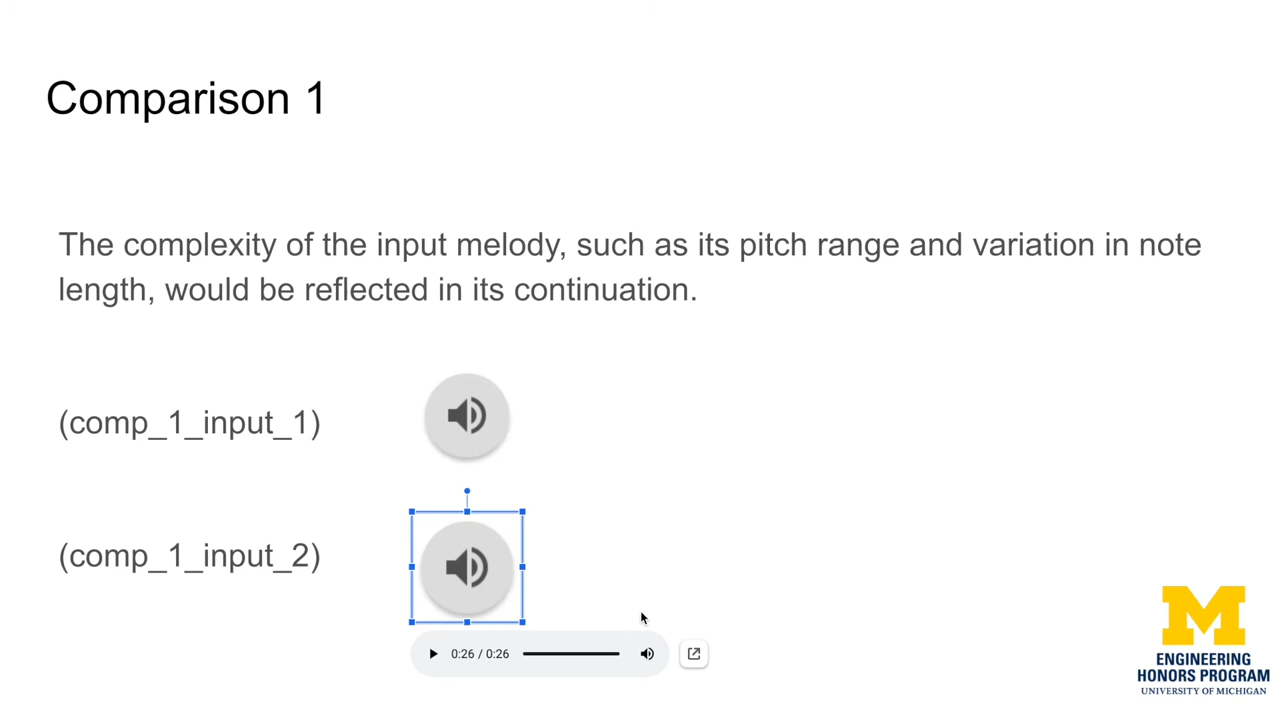 Comparison 1
The complexity of the input melody, such as its pitch range and variation in note
length, would be reflected in its continuation.
(comp_1_input_1)
(comp_1_input_2)
0:26 / 0:26
M
ENGINEERING
HONORS PROGRAM
UNIVERSITY OF MICHIGAN